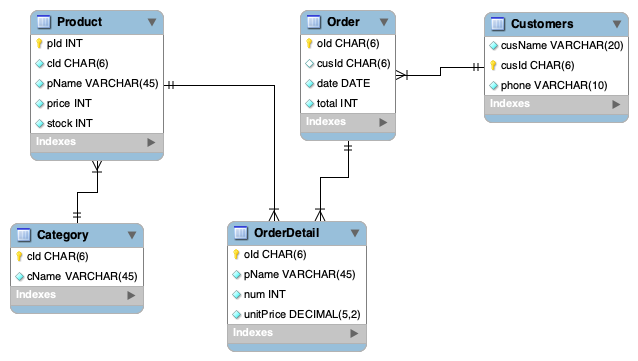 Product
pId INT
cId CHAR(6)
pName VARCHAR(45)
price INT
stock INT
Indexes
Order
oId CHAR(6)
cusId CHAR(6)
date DATE
total INT
Indexes
Customers
cusName VARCHAR(20)
cusId CHAR(6)
phone VARCHAR(10)
Indexes
Category
cId CHAR(6)
cName VARCHAR(45)
Indexes
OrderDetail
oId CHAR(6)
pName VARCHAR(45)
num INT
unitPrice DECIMAL(5,2)
Indexes